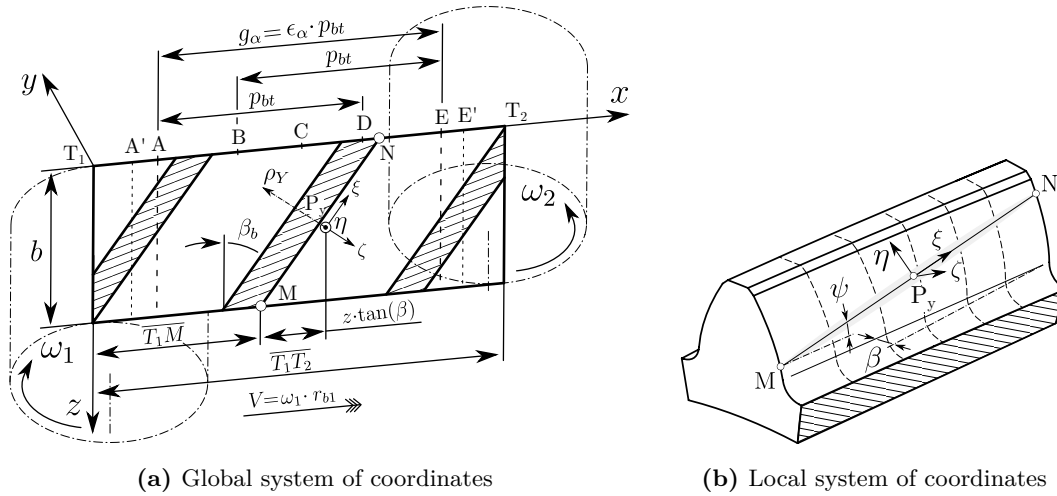 g_α = ϵ_α · p_bt
p_bt
p_bt
y
x
T_1
A'
A
B
C
D
E
E'
T_2
N
ρ_Y
P_y
ξ
η
ζ
β_b
ω_2
b
M
T_1M
z·tan(β)
T_1T_2
ω_1
z
V=ω_1· r_b1
N
ξ
η
ζ
P_y
ψ
β
M
(a) Global system of coordinates
(b) Local system of coordinates